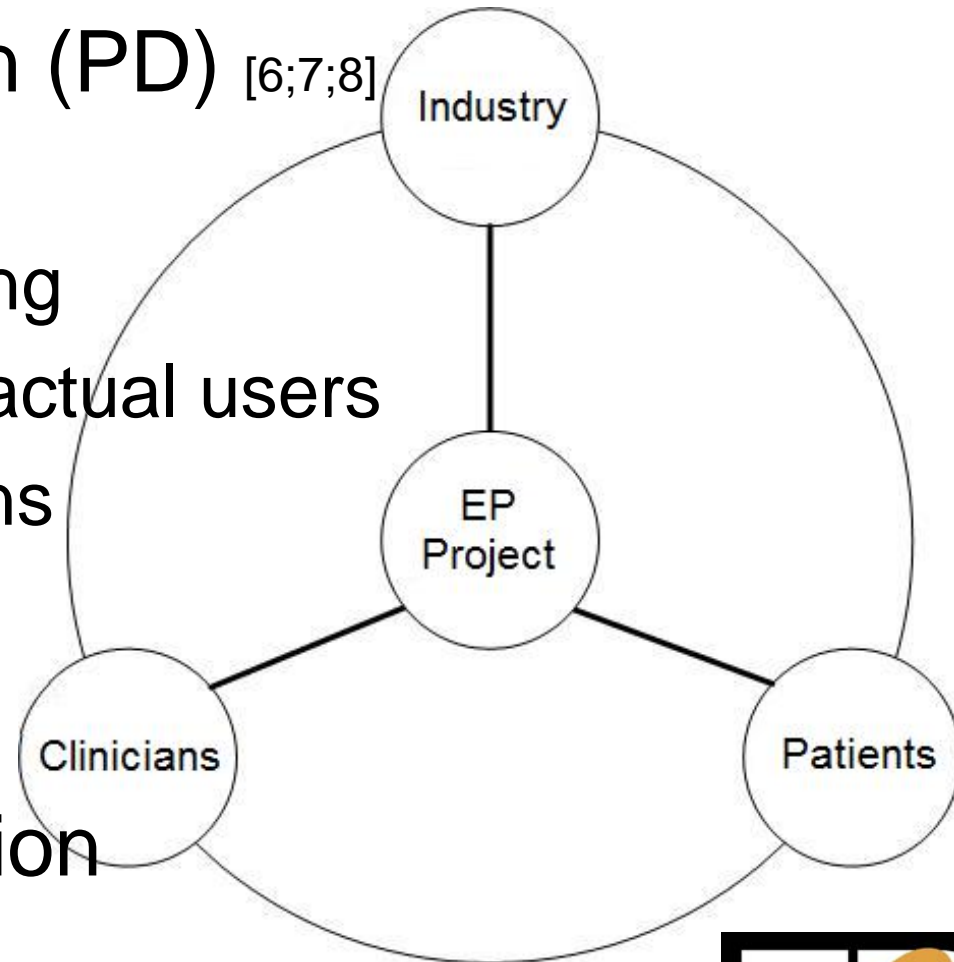 n (PD) [6;7;8]
Industry
ng
actual users
ns
EP
Project
Clinicians
Patients
ion